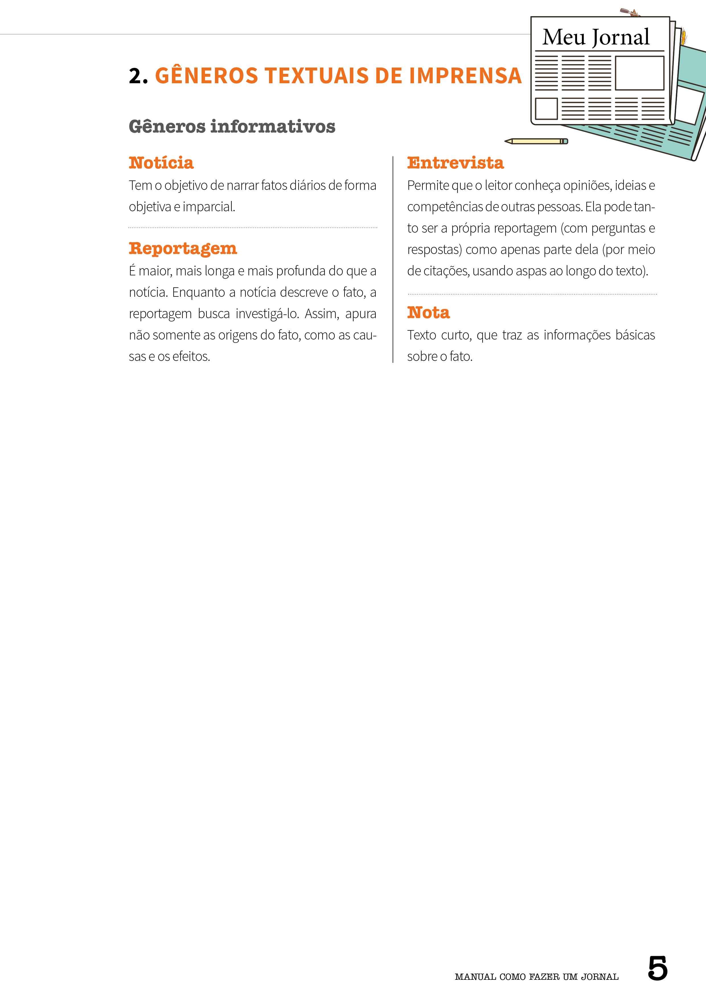 Meu Jornal
2. GÊNEROS TEXTUAIS DE IMPRENSA
Gêneros informativos
Notícia
Tem o objetivo de narrar fatos diários de forma
objetiva e imparcial.
Reportagem
É maior, mais longa e mais profunda do que a
notícia. Enquanto a notícia descreve o fato, a
reportagem busca investigá-lo. Assim, apura
não somente as origens do fato, como as cau-
sas e os efeitos.
Entrevista
Permite que o leitor conheça opiniões, ideias e
competências de outras pessoas. Ela pode tan-
to ser a própria reportagem (com perguntas e
respostas) como apenas parte dela (por meio
de citações, usando aspas ao longo do texto).
Nota
Texto curto, que traz as informações básicas
sobre o fato.
MANUAL COMO FAZER UM JORNAL
5